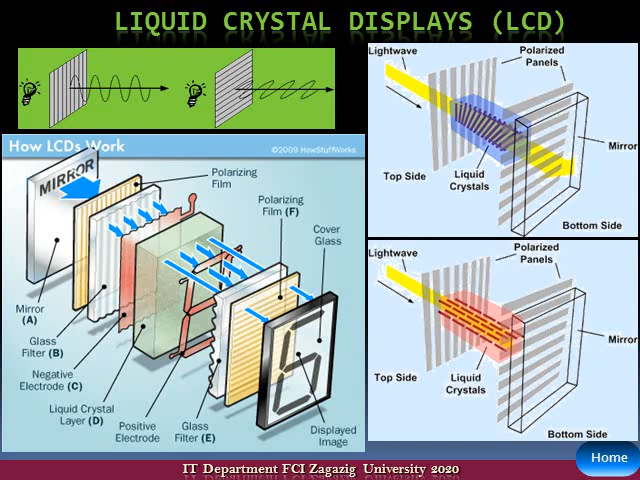 LIQUID CRYSTAL DISPLAYS (LCD)
How LCDs Work
©2009 HowStuffWorks
MIRROR
Polarizing
Film
Polarizing
Film (F)
Cover
Glass
Mirror
(A)
Glass
Filter (B)
Negative
Electrode (C)
Liquid Crystal
Layer (D)
Positive
Electrode
Glass
Filter (E)
Displayed
Image
Lightwave
Polarized
Panels
Mirror
Liquid
Crystals
Top Side
Bottom Side
Lightwave
Polarized
Panels
Mirror
Top Side
Liquid
Crystals
Bottom Side
Home
IT Department FCI Zagazig University 2020